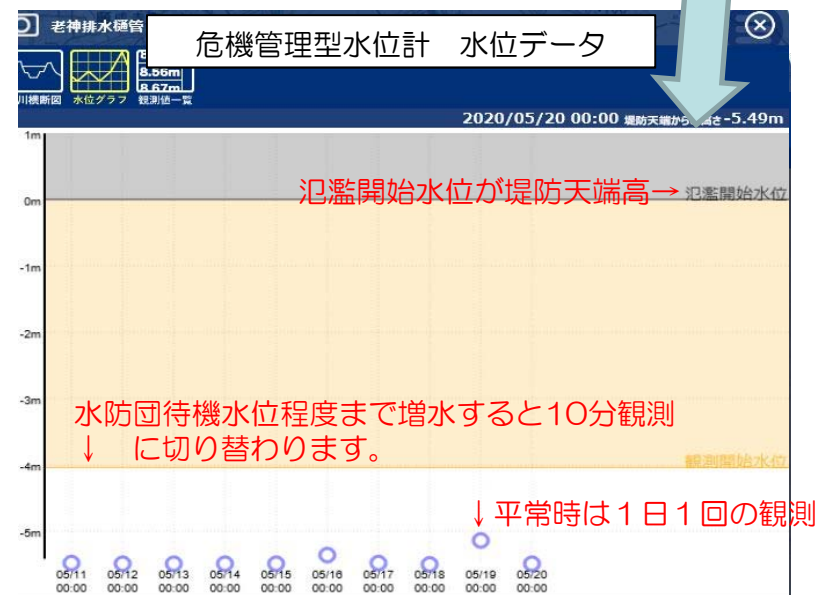 老神排水樋管
危機管理型水位計 水位データ
8.56m
8.67m
川横断図 水位グラフ 観測値一覧
2020/05/20 00:00 堤防天端から 高さ-5.49m
1m
氾濫開始水位が堤防天端高→
氾濫開始水位
0m
-1m
-2m
-3m
水防団待機水位程度まで増水すると10分観測
↓ に切り替わります。
観測開始水位
-4m
↓平常時は1日1回の観測
-5m
05/11 05/12 05/13 05/14 05/15 05/16 05/17 05/18 05/19 05/20
00:00 00:00 00:00 00:00 00:00 00:00 00:00 00:00 00:00 00:00